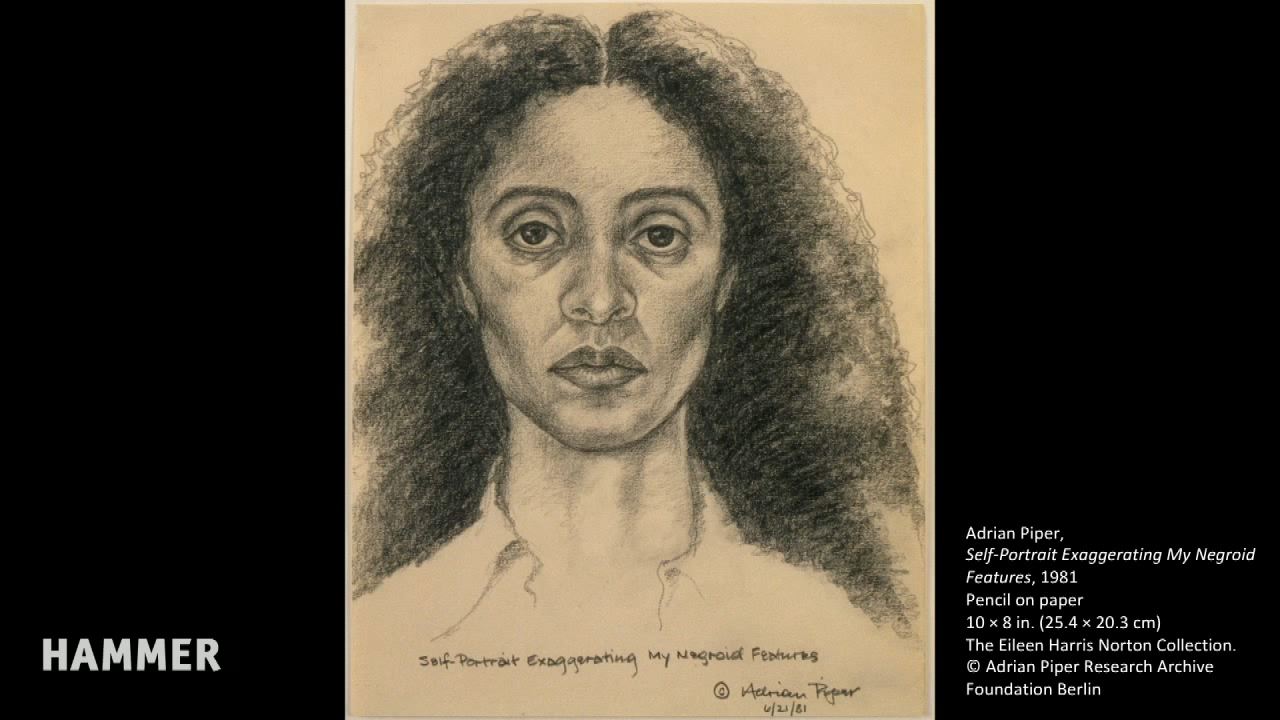 HAMMER
Self-Portrait Exaggerating My Negroid Features
© Adrian Piper
6/21/81
Adrian Piper,
Self-Portrait Exaggerating My Negroid
Features, 1981
Pencil on paper
10 × 8 in. (25.4 × 20.3 cm)
The Eileen Harris Norton Collection.
© Adrian Piper Research Archive
Foundation Berlin